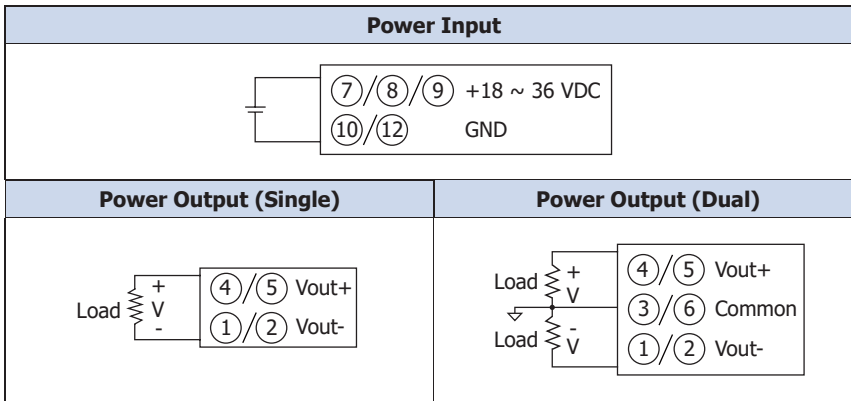 Power Input
7/8/9 +18 ~ 36 VDC
10/12 GND
Power Output (Single)
Power Output (Dual)
+
Load V
-
4/5 Vout+
1/2 Vout-
Load +
V
Load -
V
4/5 Vout+
3/6 Common
1/2 Vout-